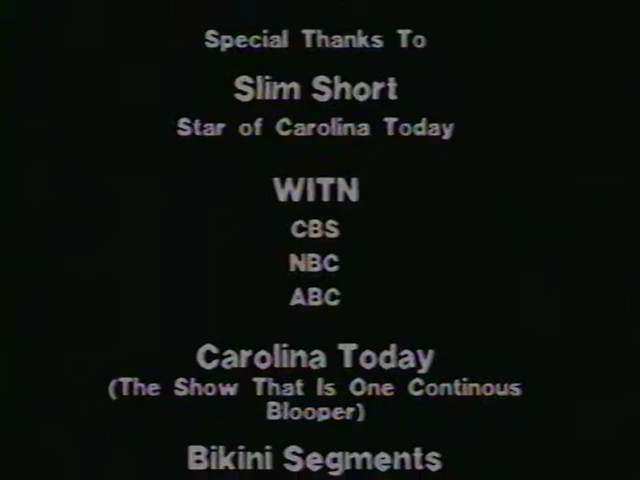 Special Thanks To
Slim Short
Star of Carolina Today
WITN
CBS
NBC
ABC
Carolina Today
(The Show That Is One Continous
Blooper)
Bikini Segments